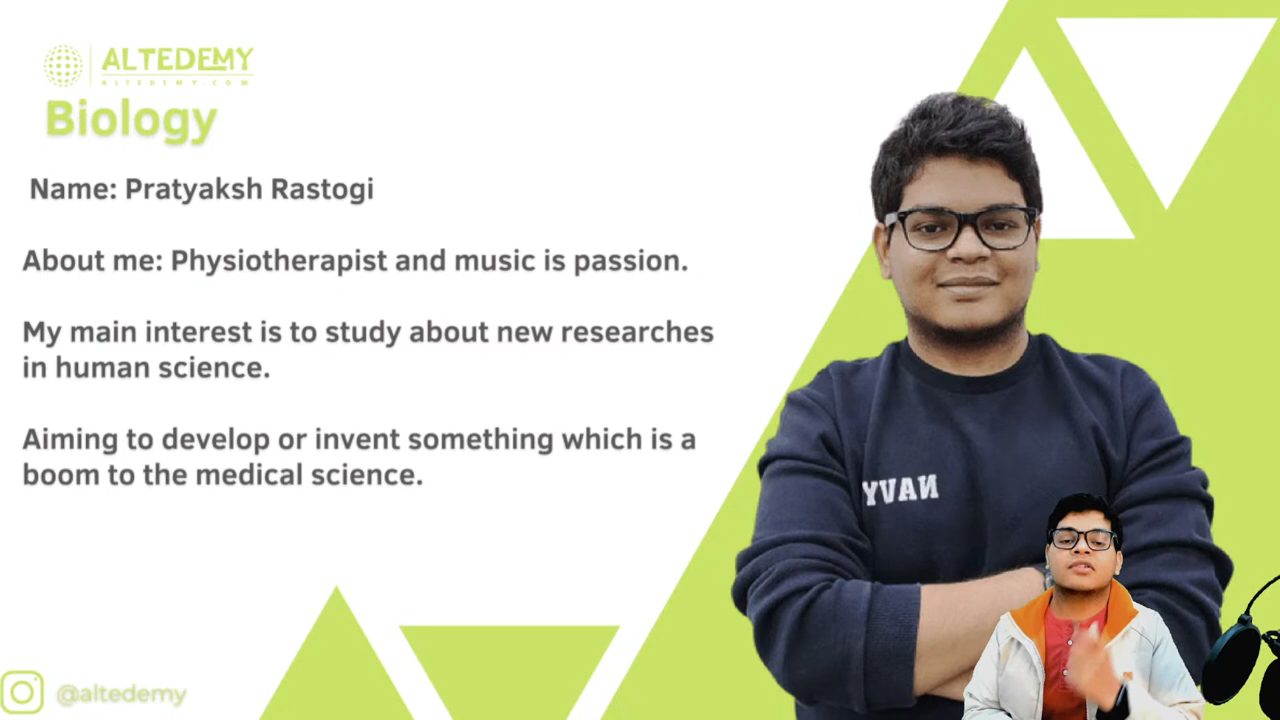 ALTEDEMY
ALTEDEMY.COM
Biology
Name: Pratyaksh Rastogi
About me: Physiotherapist and music is passion.
My main interest is to study about new researches
in human science.
Aiming to develop or invent something which is a
boom to the medical science.
NAVY
@altedemy